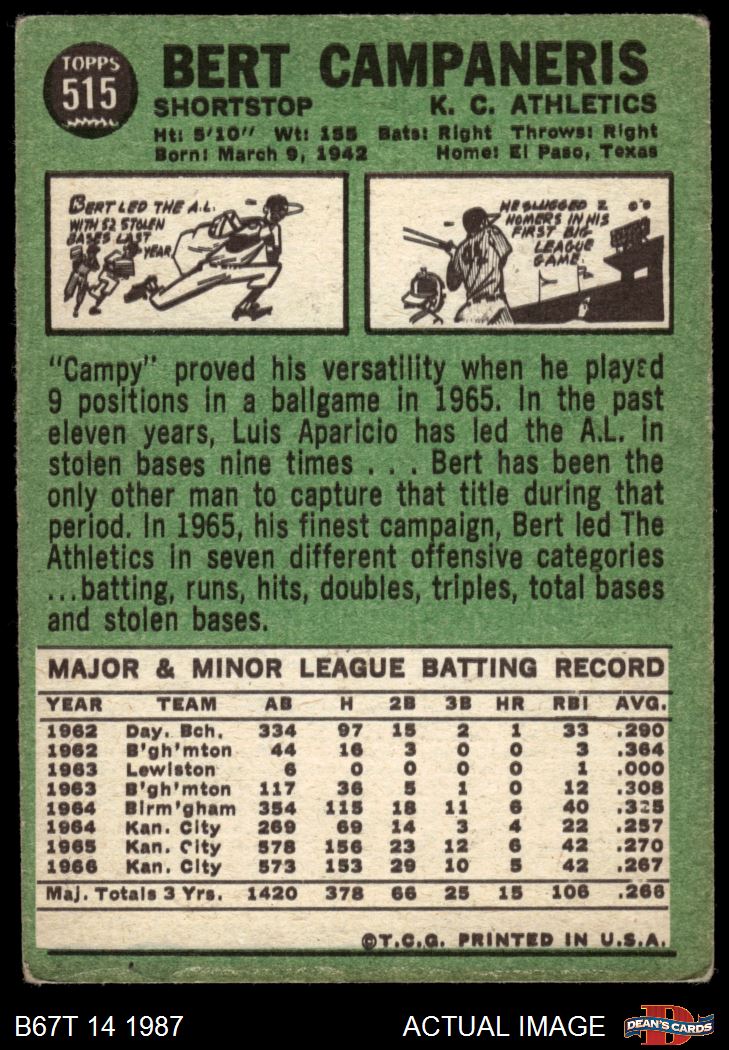 TOPPS
515
BERT CAMPANERIS
SHORTSTOP K. C. ATHLETICS
Ht: 5'10" Wt: 155 Bats: Right Throws: Right
Born: March 9, 1942 Home: El Paso, Texas
BERT LED THE A.L.
WITH 52 STOLEN
BASES LAST
YEAR
HE SLUGGED 2
HOMERS IN HIS
FIRST BIG
LEAGUE
GAME.
"Campy" proved his versatility when he played
9 positions in a ballgame in 1965. In the past
eleven years, Luis Aparicio has led the A.L. in
stolen bases nine times . . . Bert has been the
only other man to capture that title during that
period. In 1965, his finest campaign, Bert led The
Athletics in seven different offensive categories
...batting, runs, hits, doubles, triples, total bases
and stolen bases.
MAJOR & MINOR LEAGUE BATTING RECORD
YEAR TEAM AB H 2B 3B HR RBI AVG.
1962 Day. Bch. 334 97 15 2 1 33 .290
1962 B'gh'mton 44 16 3 0 0 3 .364
1963 Lewiston 6 0 0 0 0 1 .000
1963 B'gh'mton 117 36 5 1 0 12 .308
1964 Birm'gham 354 115 18 11 6 40 .325
1964 Kan. City 269 69 14 3 4 22 .257
1965 Kan. City 578 156 23 12 6 42 .270
1966 Kan. City 573 153 29 10 5 42 .267
Maj. Totals 3 Yrs. 1420 378 66 25 15 106 .266
©T.C.G. PRINTED IN U.S.A.
B67T 14 1987 ACTUAL IMAGE
DEAN'S CARDS